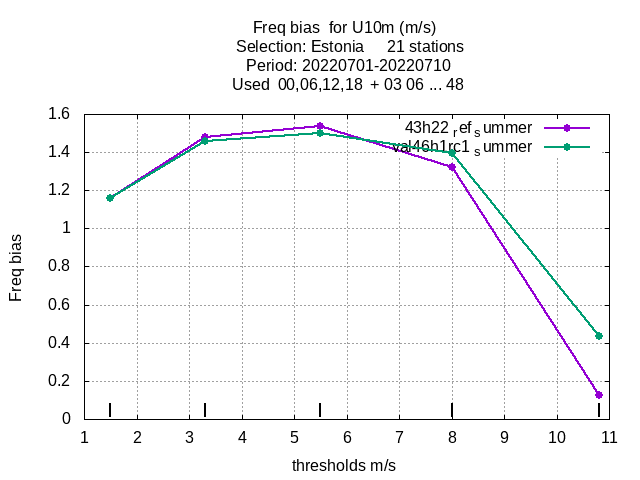 Freq bias  for U10m (m/s)
Selection: Estonia     21 stations
Period: 20220701-20220710
Used  00,06,12,18  + 03 06 ... 48
43h22 refsummer
val46h1rc1 summer
1.6
1.4
1.2
1
0.8
0.6
0.4
0.2
0
Freq bias
1 2 3 4 5 6 7 8 9 10 11
thresholds m/s